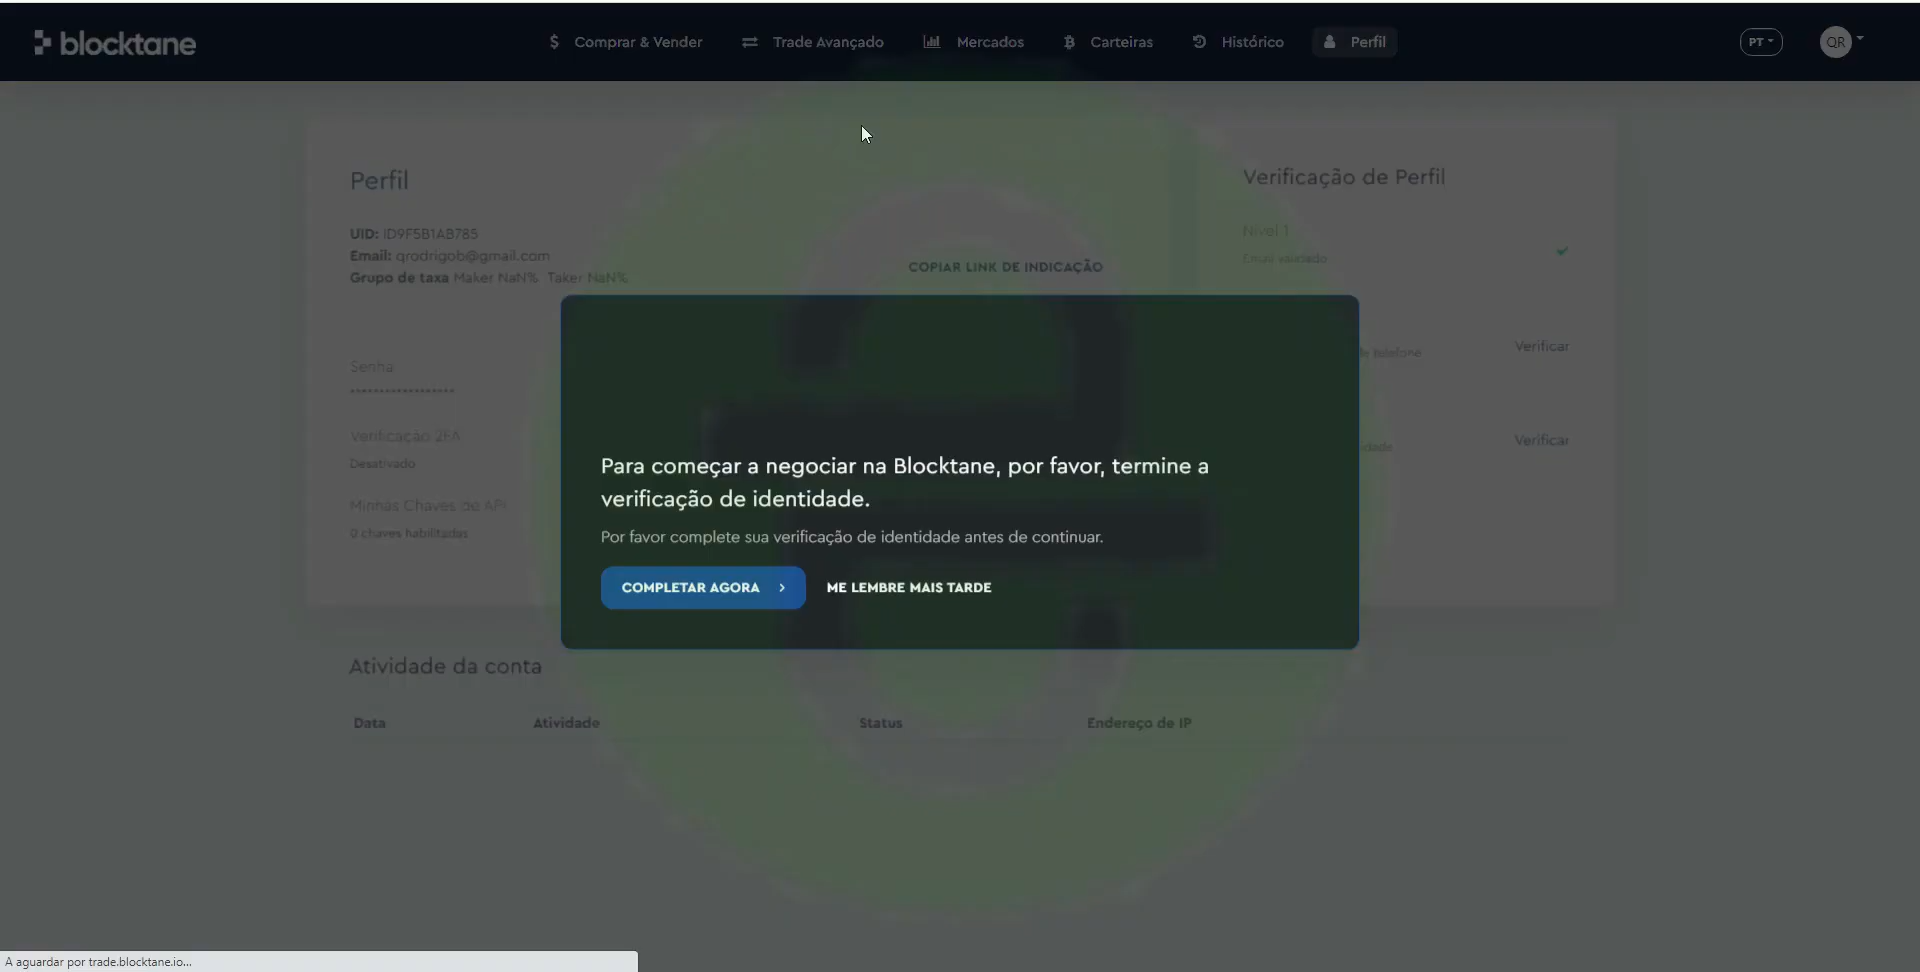 blocktane
$ Comprar & Vender
Trade Avançado
Mercados
Carteiras
Histórico
Perfil
PT
QR
Perfil
UID: ID9F5B1AB785
Email: qrodrigob@gmail.com
Grupo de taxa Maker NaN% Taker NaN%
COPIAR LINK DE INDICAÇÃO
Senha
Verificação 2FA
Desativado
Minhas Chaves de API
0 chaves habilitadas
Verificação de Perfil
Nível 1
Email validado
telefone
Verificar
Verificar
Para começar a negociar na Blocktane, por favor, termine a
verificação de identidade.
Por favor complete sua verificação de identidade antes de continuar.
COMPLETAR AGORA >
ME LEMBRE MAIS TARDE
Atividade da conta
Data Atividade Status Endereço de IP
A aguardar por trade.blocktane.io...